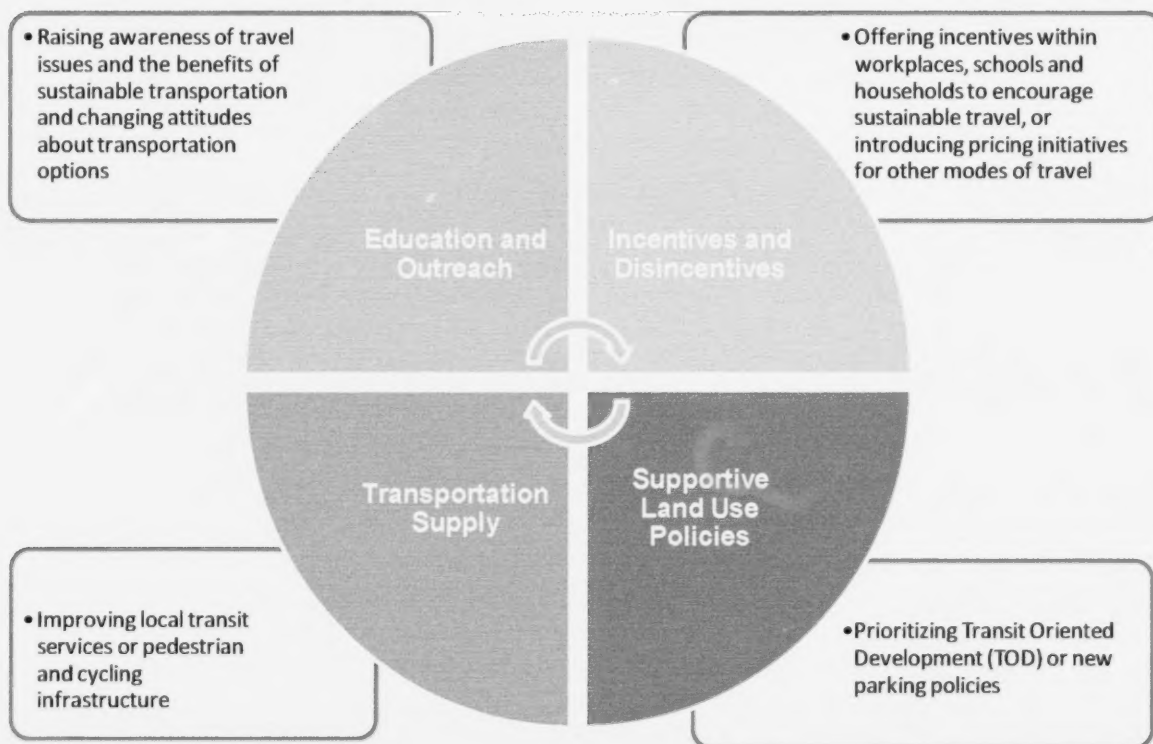 • Raising awareness of travel
issues and the benefits of
sustainable transportation
and changing attitudes
about transportation
options
• Offering incentives within
workplaces, schools and
households to encourage
sustainable travel, or
introducing pricing initiatives
for other modes of travel
Education and
Outreach
Incentives and
Disincentives
Transportation
Supply
Supportive
Land Use
Policies
• Improving local transit
services or pedestrian
and cycling
infrastructure
• Prioritizing Transit Oriented
Development (TOD) or new
parking policies